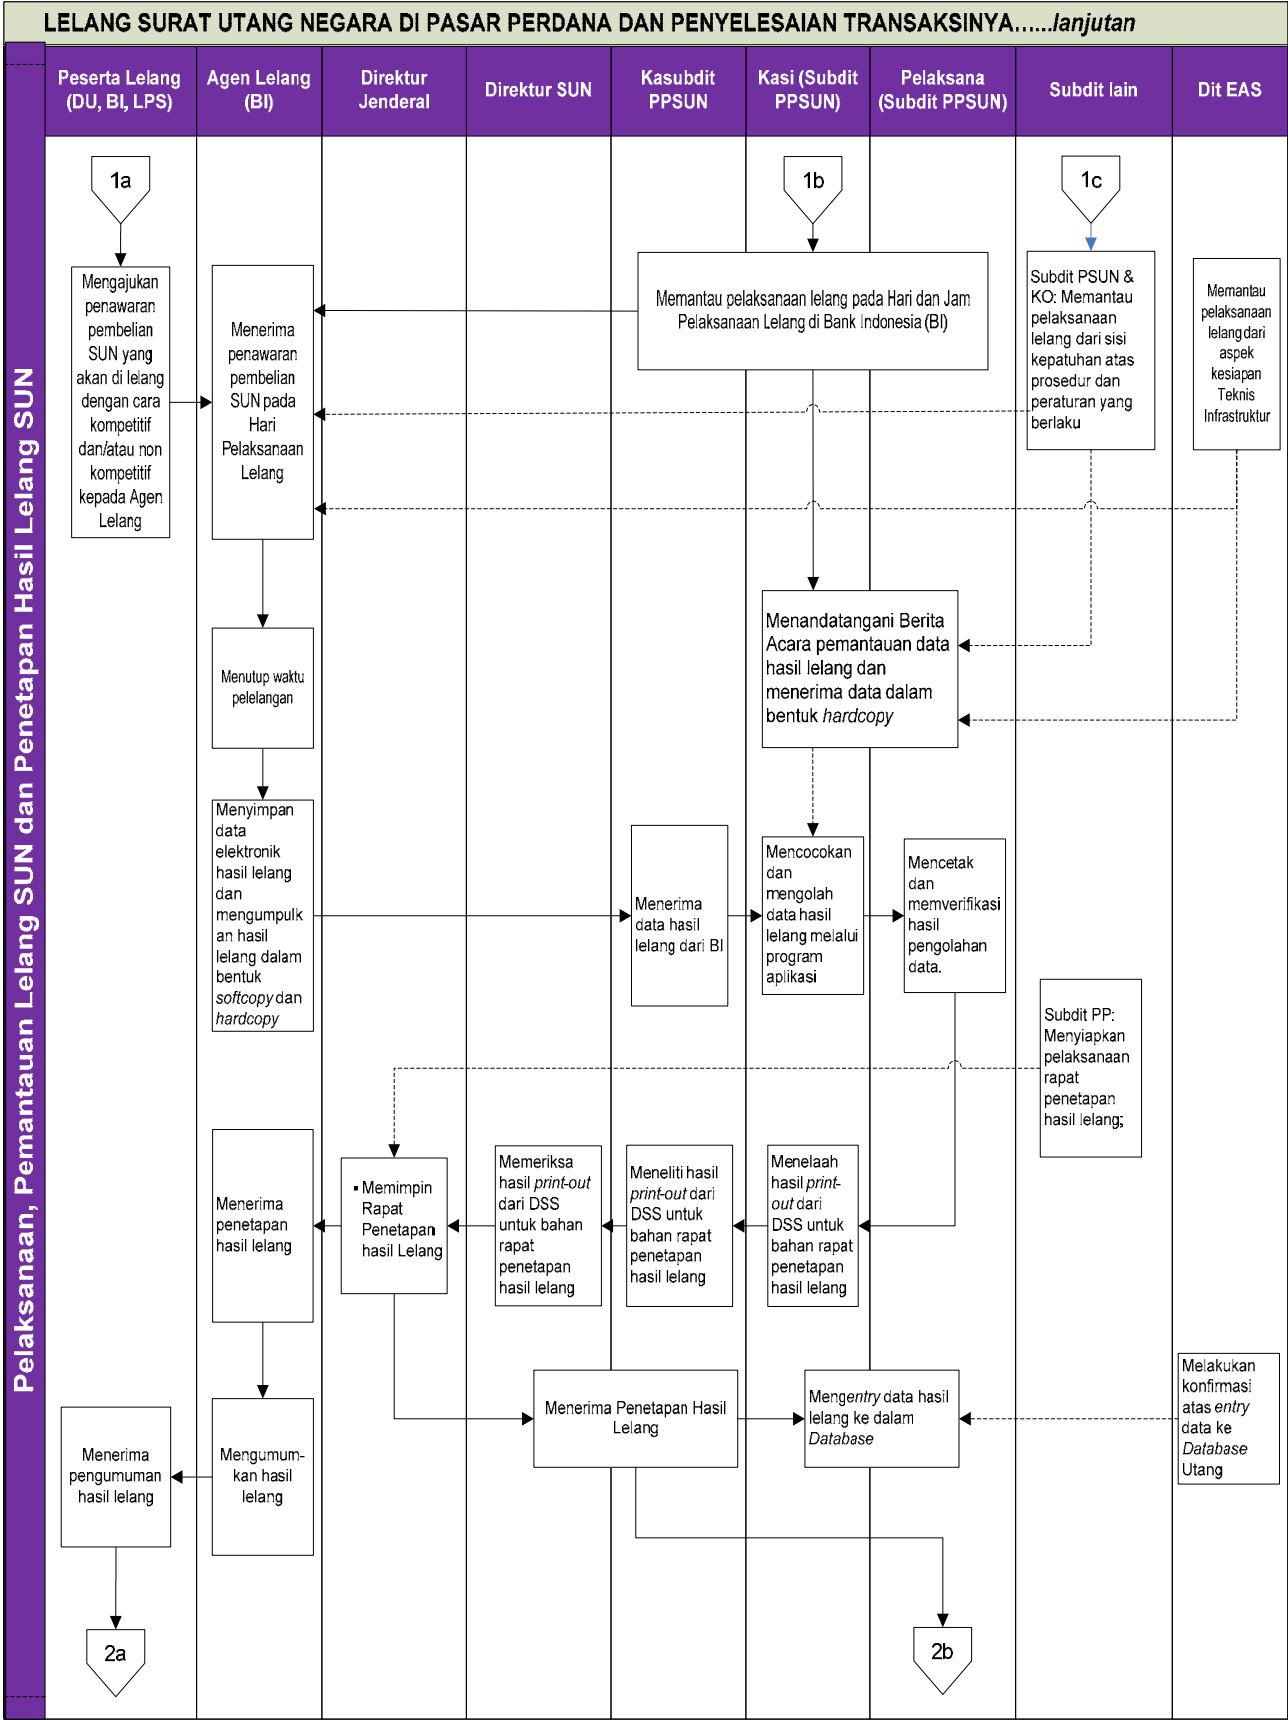 LELANG SURAT UTANG NEGARA DI PASAR PERDANA DAN PENYELESAIAN TRANSAKSINYA......lanjutan
Pelaksanaan, Pemantauan Lelang SUN dan Penetapan Hasil Lelang SUN
Peserta Lelang
(DU, BI, LPS)
Agen Lelang
(BI)
Direktur
Jenderal
Direktur SUN
Kasubdit
PPSUN
Kasi (Subdit
PPSUN)
Pelaksana
(Subdit PPSUN)
Subdit lain
Dit EAS
1a
1b
1c
Mengajukan
penawaran
pembelian
SUN yang
akan di lelang
dengan cara
kompetitif
dan/atau non
kompetitif
kepada Agen
Lelang
Menerima
penawaran
pembelian
SUN pada
Hari
Pelaksanaan
Lelang
Memantau pelaksanaan lelang pada Hari dan Jam
Pelaksanaan Lelang di Bank Indonesia (BI)
Subdit PSUN &
KO: Memantau
pelaksanaan
lelang dari sisi
kepatuhan atas
prosedur dan
peraturan yang
berlaku
Memantau
pelaksanaan
lelang dari
aspek
kesiapan
Teknis
Infrastruktur
Menutup waktu
pelelangan
Menandatangani Berita
Acara pemantauan data
hasil lelang dan
menerima data dalam
bentuk hardcopy
Menyimpan
data
elektronik
hasil lelang
dan
mengumpulk
an hasil
lelang dalam
bentuk
softcopy dan
hardcopy
Menerima
data hasil
lelang dari BI
Mencocokan
dan
mengolah
data hasil
lelang melalui
program
aplikasi
Mencetak
dan
memverifikasi
hasil
pengolahan
data.
Subdit PP:
Menyiapkan
pelaksanaan
rapat
penetapan
hasil lelang;
Menerima
penetapan
hasil lelang
▪ Memimpin
Rapat
Penetapan
hasil Lelang
Memeriksa
hasil print-out
dari DSS
untuk bahan
rapat
penetapan
hasil lelang
Meneliti hasil
print-out dari
DSS untuk
bahan rapat
penetapan
hasil lelang
Menelaah
hasil print-
out dari
DSS untuk
bahan rapat
penetapan
hasil lelang
Menerima
pengumuman
hasil lelang
Mengumum-
kan hasil
lelang
Menerima Penetapan Hasil
Lelang
Mengentry data hasil
lelang ke dalam
Database
Melakukan
konfirmasi
atas entry
data ke
Database
Utang
2a
2b